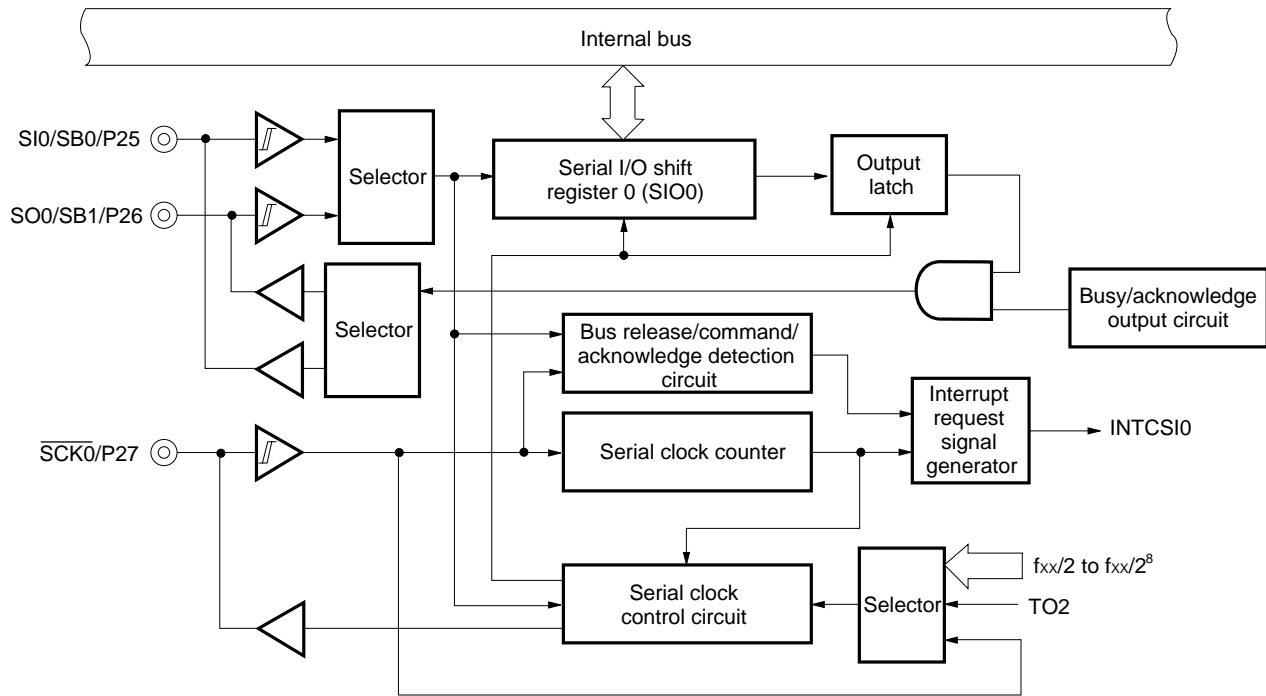 Internal bus
SI0/SB0/P25
Selector
Serial I/O shift
register 0 (SIO0)
Output
latch
SO0/SB1/P26
Selector
Busy/acknowledge
output circuit
Bus release/command/
acknowledge detection
circuit
Interrupt
request
signal
generator
INTCSI0
S̅C̅K̅0̅/P27
Serial clock counter
Serial clock
control circuit
Selector
fxx/2 to fxx/2⁸
TO2